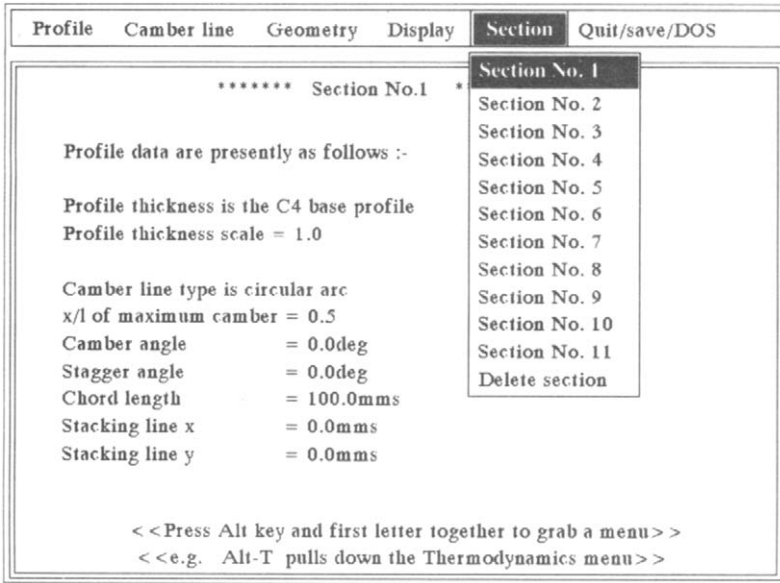 Profile Camber line Geometry Display Section Quit/save/DOS
******* Section No.1 *
Section No. 1
Section No. 2
Section No. 3
Section No. 4
Section No. 5
Section No. 6
Section No. 7
Section No. 8
Section No. 9
Section No. 10
Section No. 11
Delete section
Profile data are presently as follows :-
Profile thickness is the C4 base profile
Profile thickness scale = 1.0
Camber line type is circular arc
x/l of maximum camber = 0.5
Camber angle = 0.0deg
Stagger angle = 0.0deg
Chord length = 100.0mms
Stacking line x = 0.0mms
Stacking line y = 0.0mms
<<Press Alt key and first letter together to grab a menu>>
<<e.g. Alt-T pulls down the Thermodynamics menu>>